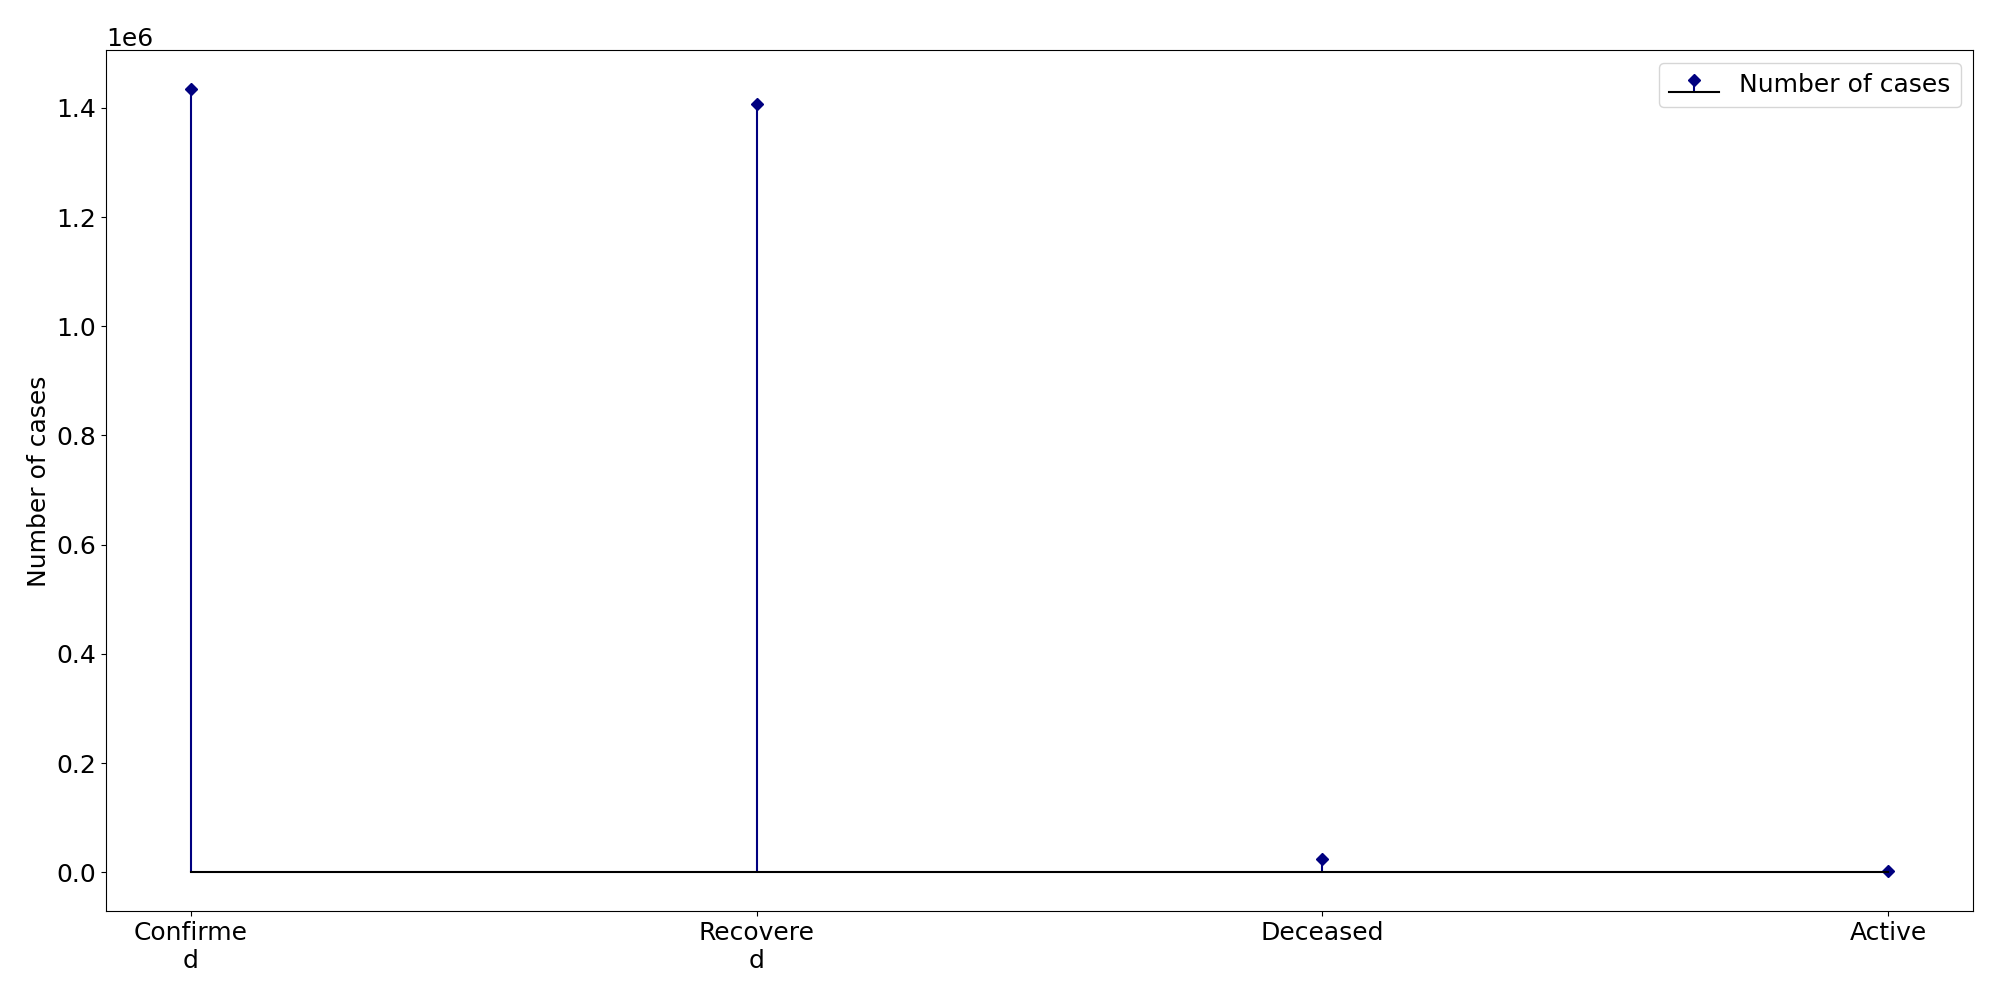 1e6
Number of cases
1.4
1.2
1.0
0.8
0.6
0.4
0.2
0.0
Number of cases
Confirme
d
Recovere
d
Deceased
Active